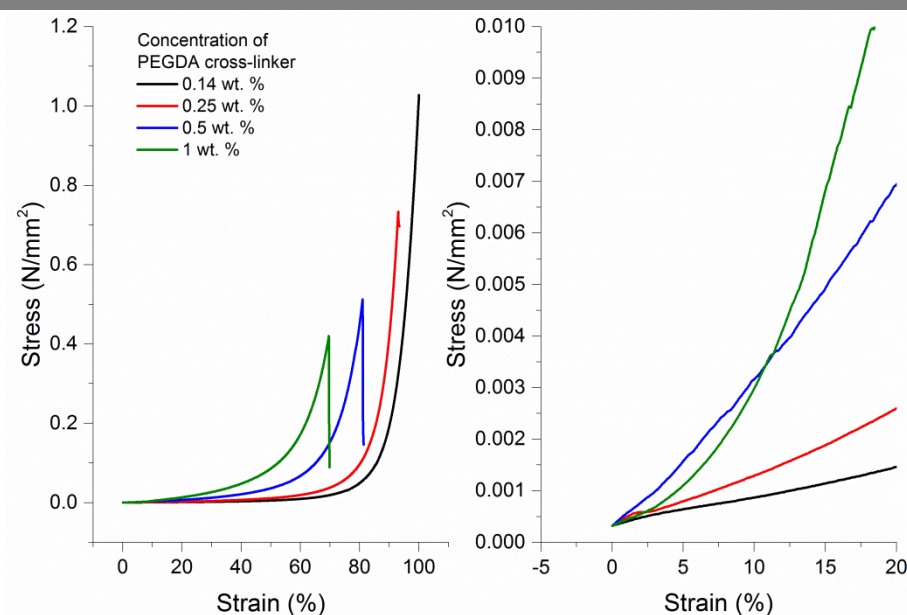 Concentration of
PEGDA cross-linker
0.14 wt. %
0.25 wt. %
0.5 wt. %
1 wt. %
Stress (N/mm²)
1.2
1.0
0.8
0.6
0.4
0.2
0.0
0 20 40 60 80 100
Strain (%)
Stress (N/mm²)
0.010
0.009
0.008
0.007
0.006
0.005
0.004
0.003
0.002
0.001
0.000
-5 0 5 10 15 20
Strain (%)